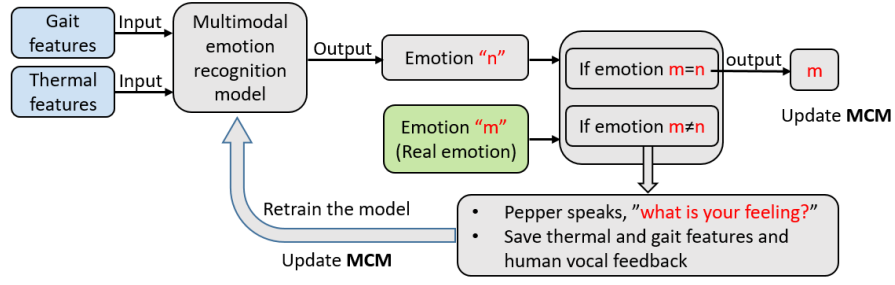 Gait
features
Input
Thermal
features
Input
Multimodal
emotion
recognition
model
Output
Emotion “n”
Emotion “m”
(Real emotion)
If emotion m=n
If emotion m≠n
output
m
Update MCM
• Pepper speaks, ”what is your feeling?”
• Save thermal and gait features and
human vocal feedback
Retrain the model
Update MCM